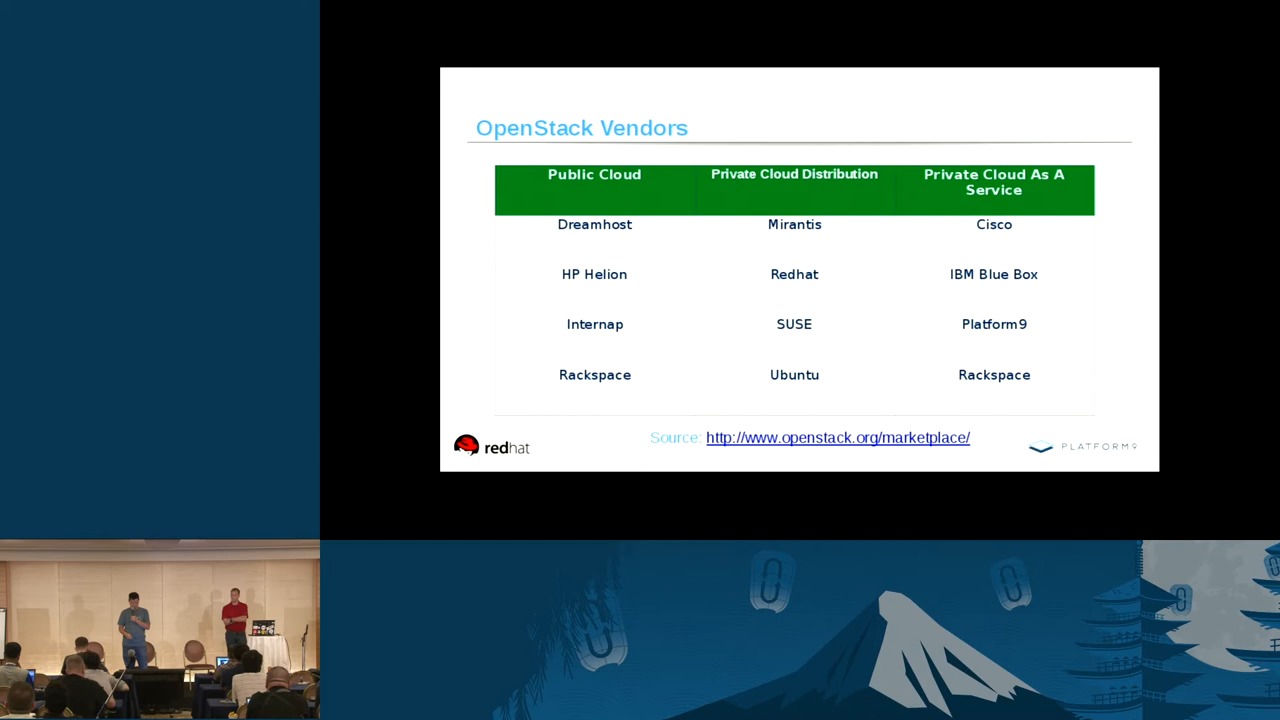 OpenStack Vendors
Public Cloud
Private Cloud Distribution
Private Cloud As A
Service
Dreamhost
Mirantis
Cisco
HP Helion
Redhat
IBM Blue Box
Internap
SUSE
Platform9
Rackspace
Ubuntu
Rackspace
redhat
Source: http://www.openstack.org/marketplace/
PLATFORM9